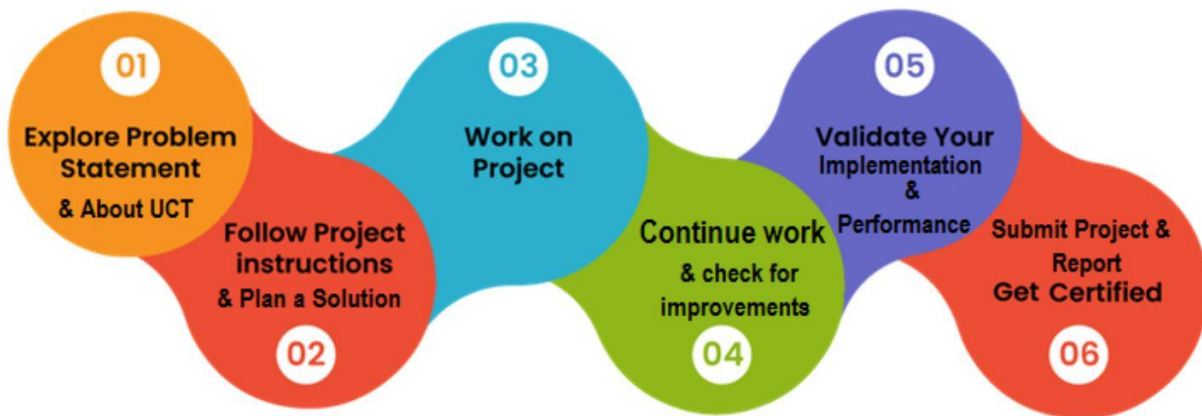 01
Explore Problem
Statement
& About UCT
Follow Project
instructions
& Plan a Solution
02
03
Work on
Project
Continue work
& check for
improvements
04
05
Validate Your
Implementation
&
Performance
Submit Project &
Report
Get Certified
06